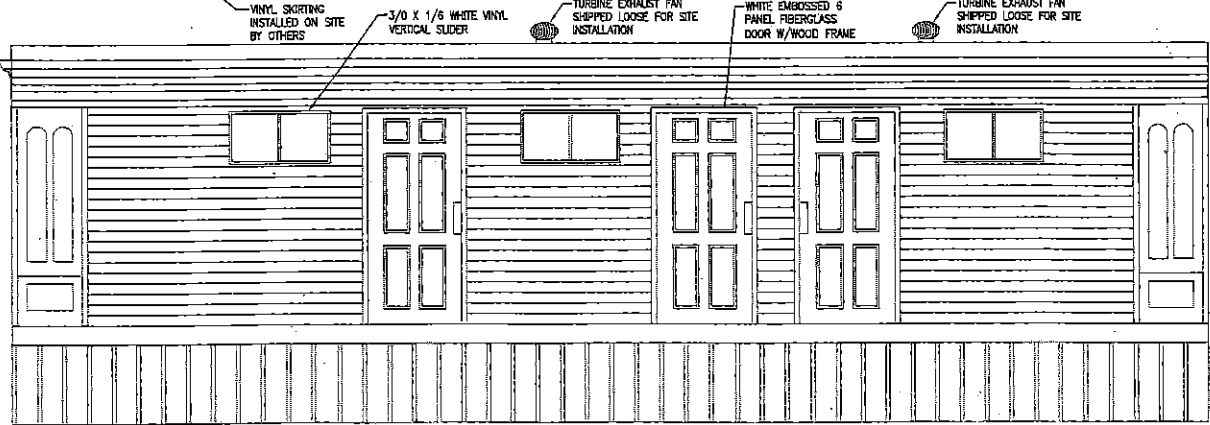 VINYL SKIRTING
INSTALLED ON SITE
BY OTHERS
3/0 X 1/6 WHITE VINYL
VERTICAL SLIDER
TURBINE EXHAUST FAN
SHIPPED LOOSE FOR SITE
INSTALLATION
WHITE EMBOSSED 6
PANEL FIBERGLASS
DOOR W/WOOD FRAME
TURBINE EXHAUST FAN
SHIPPED LOOSE FOR SITE
INSTALLATION